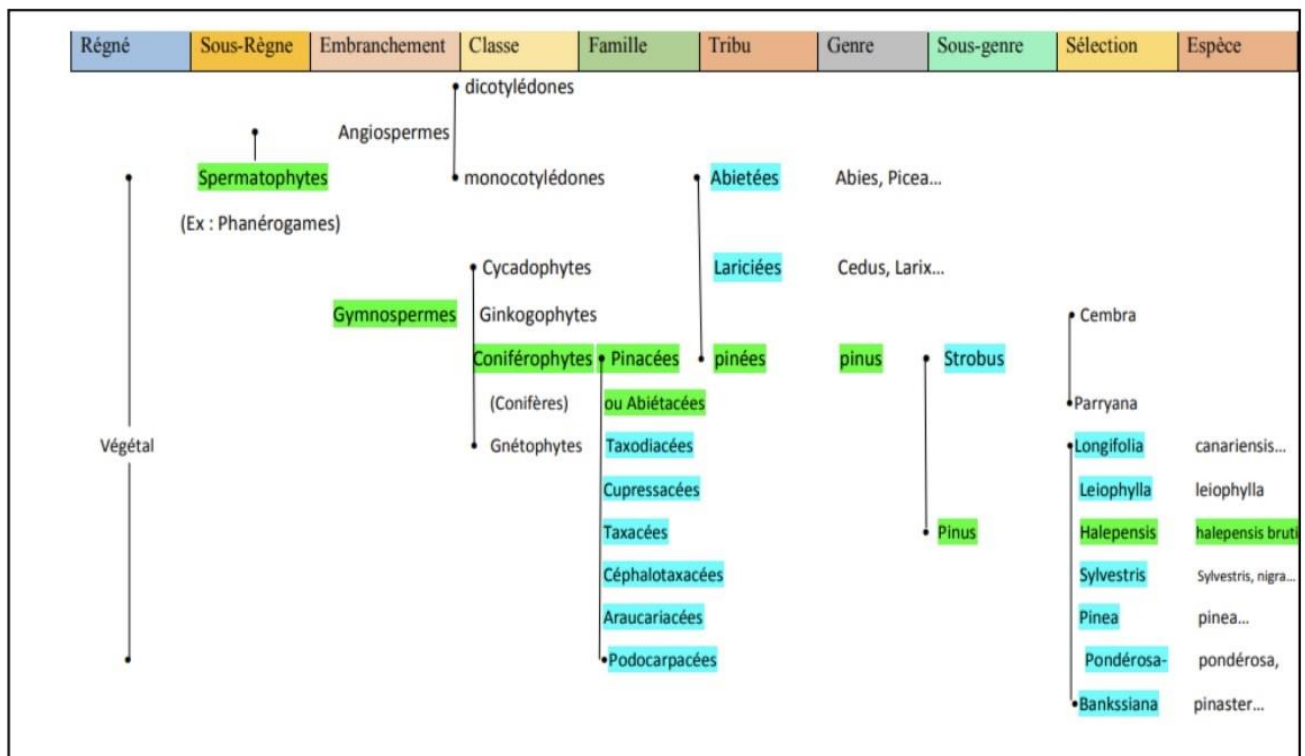 Régné Sous-Règne Embranchement Classe Famille Tribu Genre Sous-genre Sélection Espèce
dicotylédones
Angiospermes
Spermatophytes monocotylédones Abietées Abies, Picea...
(Ex : Phanérogames)
Cycadophytes Lariciées Cedus, Larix...
Gymnospermes Ginkogophytes Cembra
Coniférophytes Pinacées pinées pinus Strobus
(Conifères) ou Abiétacées Parryana
Végétal Gnétophytes Taxodiacées Longifolia canariensis...
Cupressacées Leiophylla leiophylla
Taxacées Pinus Halepensis halepensis bruti
Céphalotaxacées Sylvestris Sylvestris, nigra...
Araucariacées Pinea pinea...
Podocarpacées Pondérosa- pondérosa,
Bankssiana pinaster...